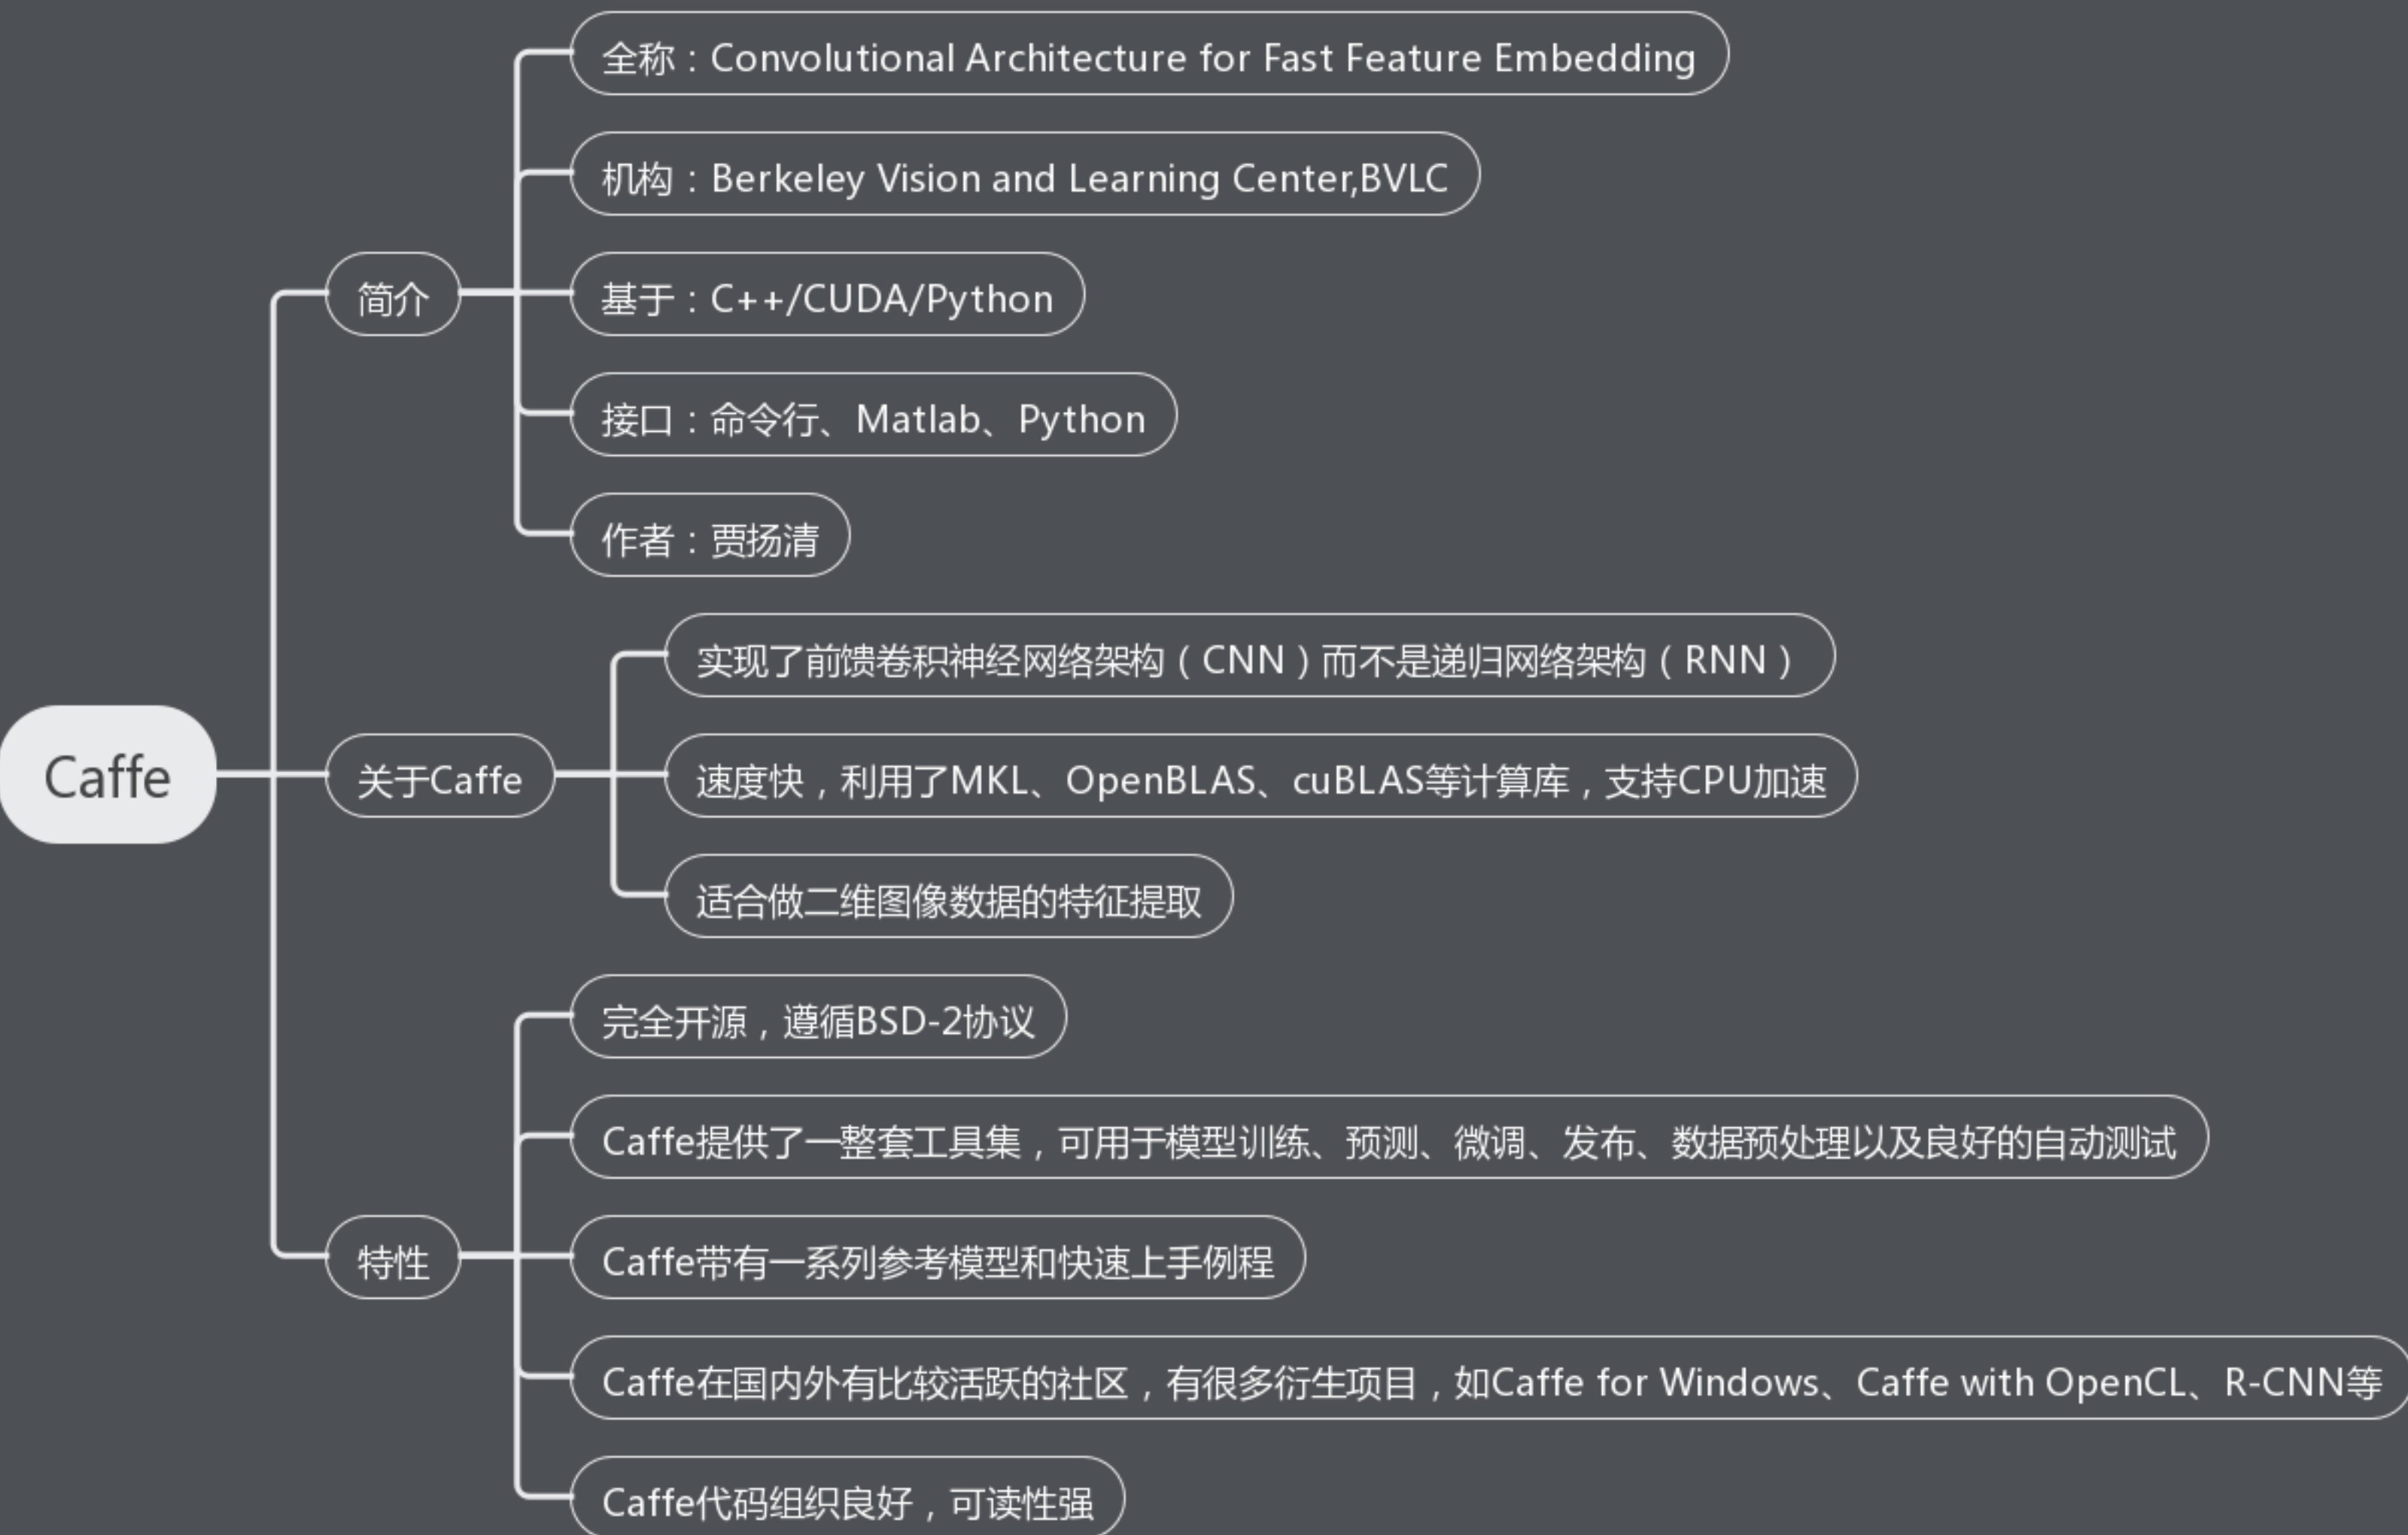 全称：Convolutional Architecture for Fast Feature Embedding
机构：Berkeley Vision and Learning Center,BVLC
简介
基于：C++/CUDA/Python
接口：命令行、Matlab、Python
作者：贾扬清
实现了前馈卷积神经网络架构（CNN）而不是递归网络架构（RNN）
Caffe
关于Caffe
速度快，利用了MKL、OpenBLAS、cuBLAS等计算库，支持CPU加速
适合做二维图像数据的特征提取
完全开源，遵循BSD-2协议
Caffe提供了一整套工具集，可用于模型训练、预测、微调、发布、数据预处理以及良好的自动测试
特性
Caffe带有一系列参考模型和快速上手例程
Caffe在国内外有比较活跃的社区，有很多衍生项目，如Caffe for Windows、Caffe with OpenCL、R-CNN等
Caffe代码组织良好，可读性强